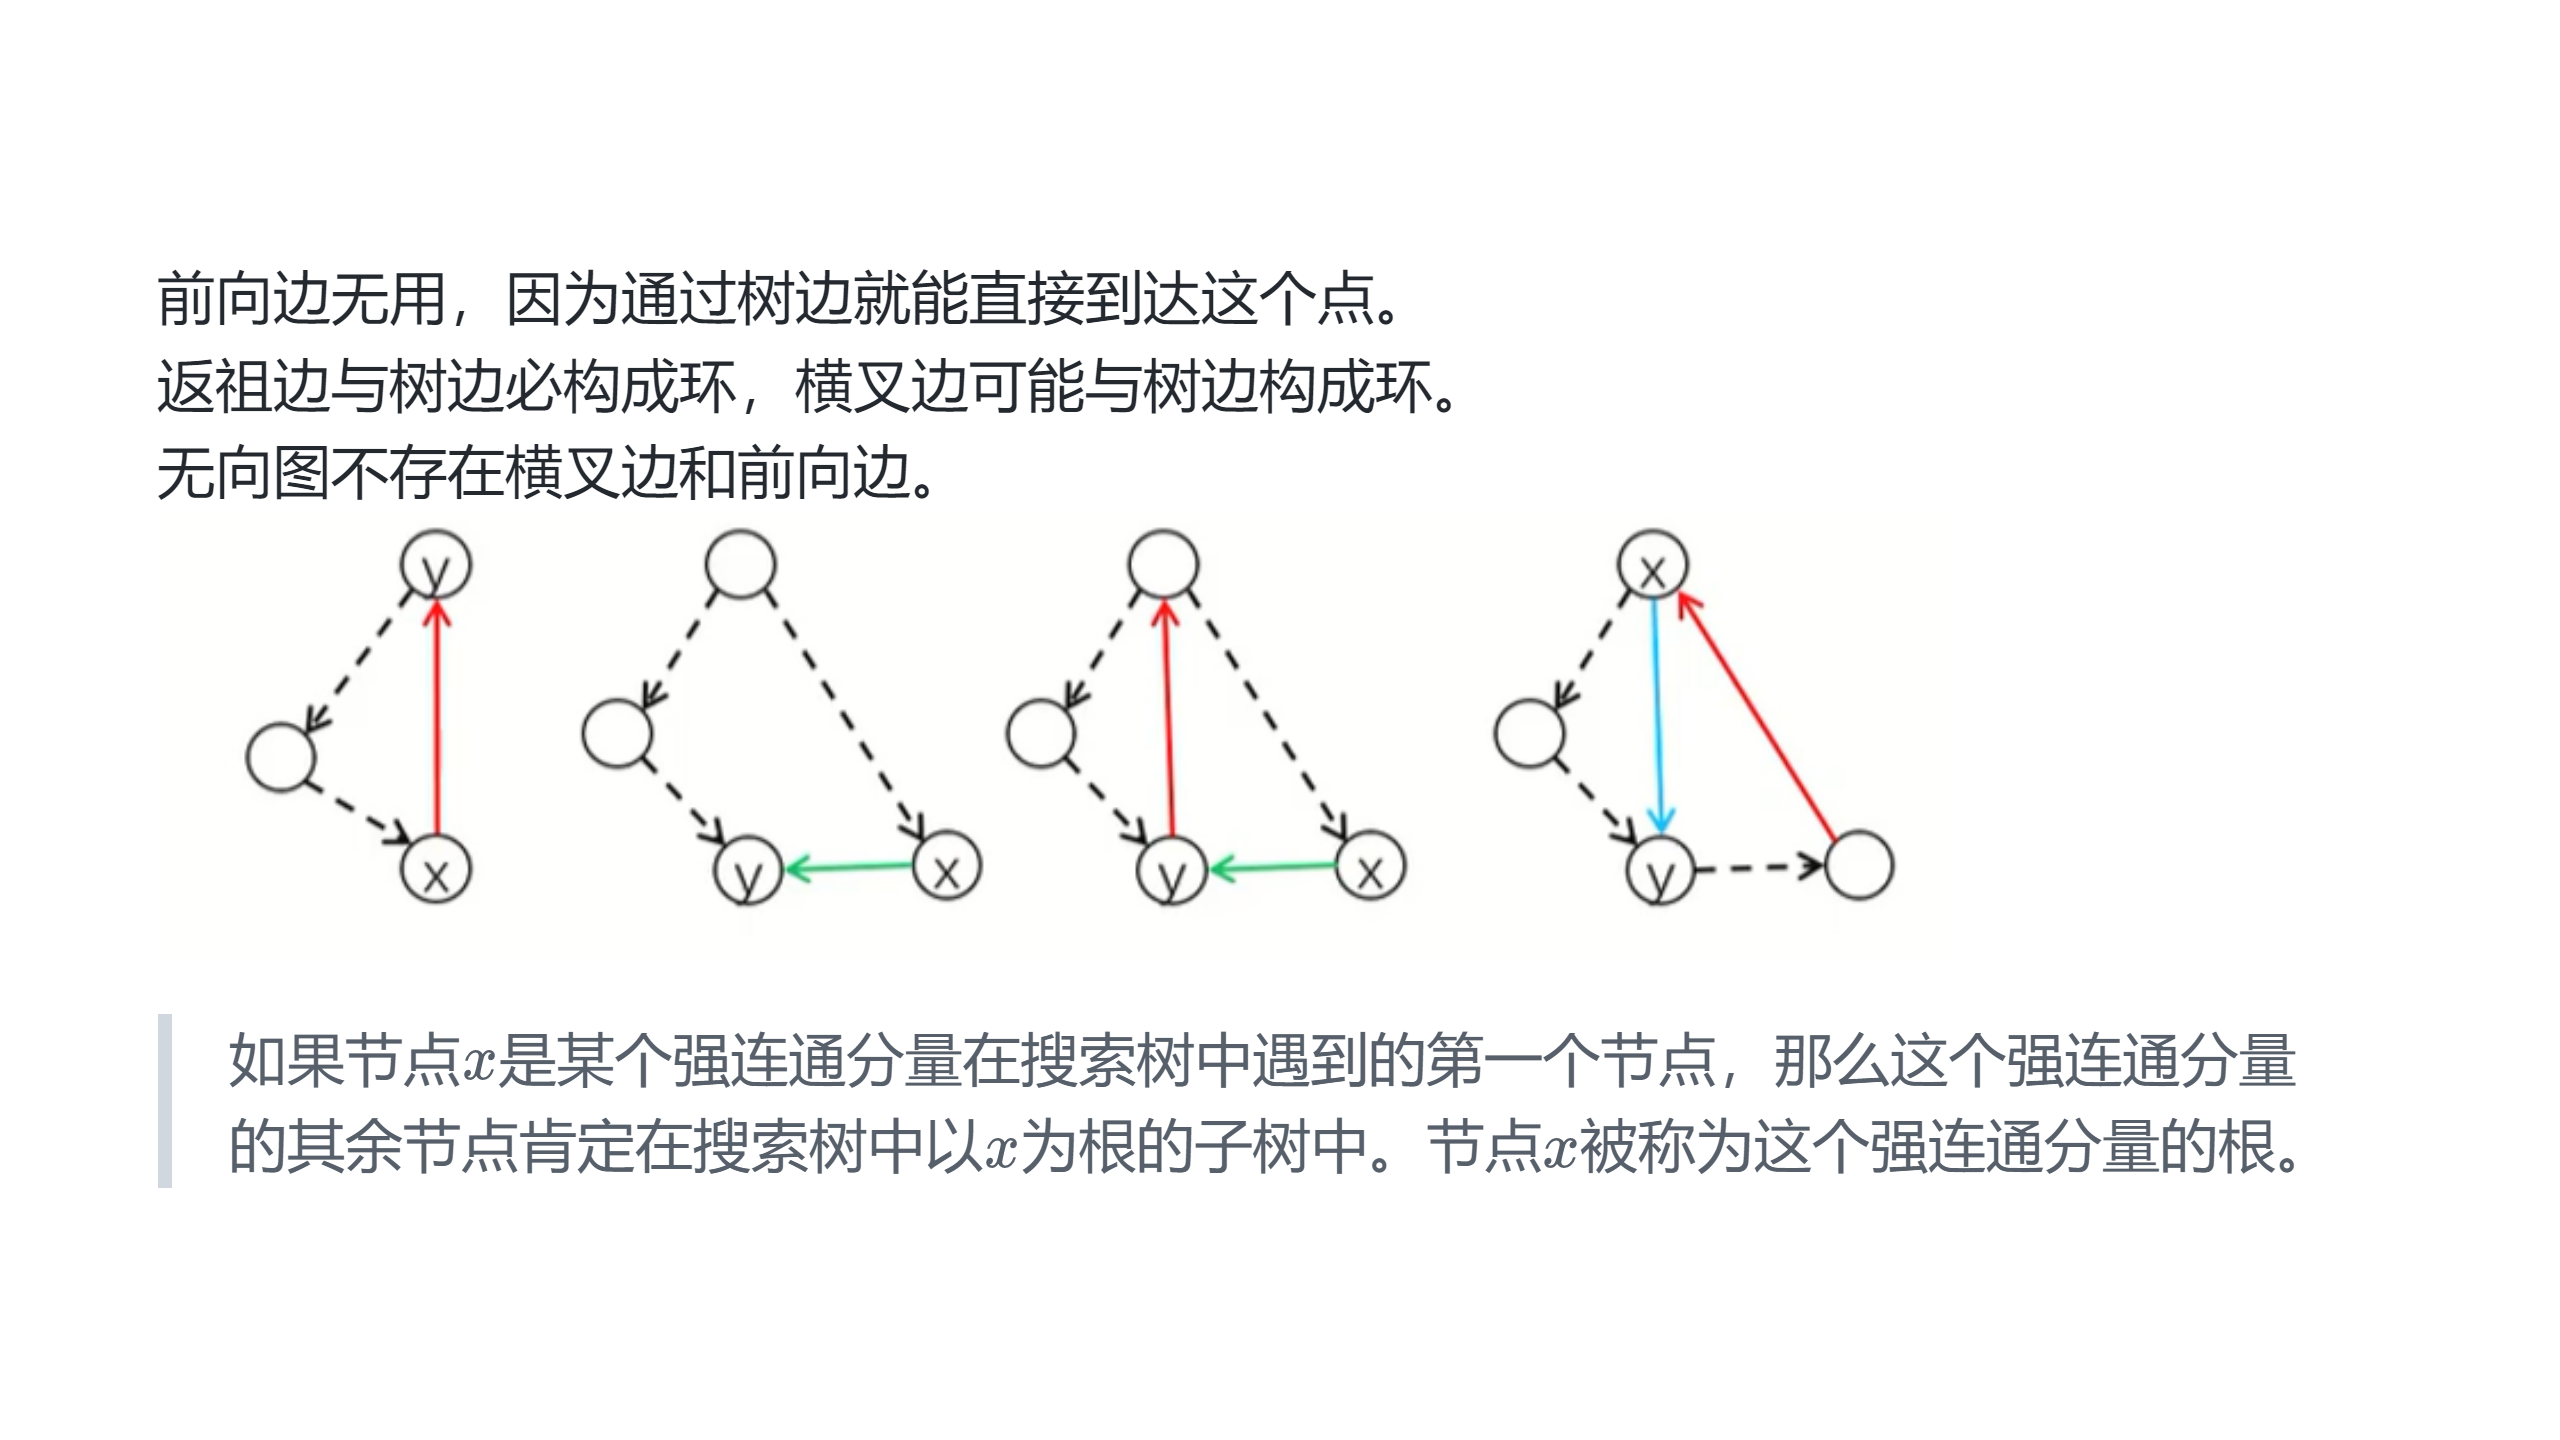 前向边无用，因为通过树边就能直接到达这个点。
返祖边与树边必构成环，横叉边可能与树边构成环。
无向图不存在横叉边和前向边。
y
x
y
x
y
x
x
y
如果节点x是某个强连通分量在搜索树中遇到的第一个节点，那么这个强连通分量
的其余节点肯定在搜索树中以x为根的子树中。节点x被称为这个强连通分量的根。